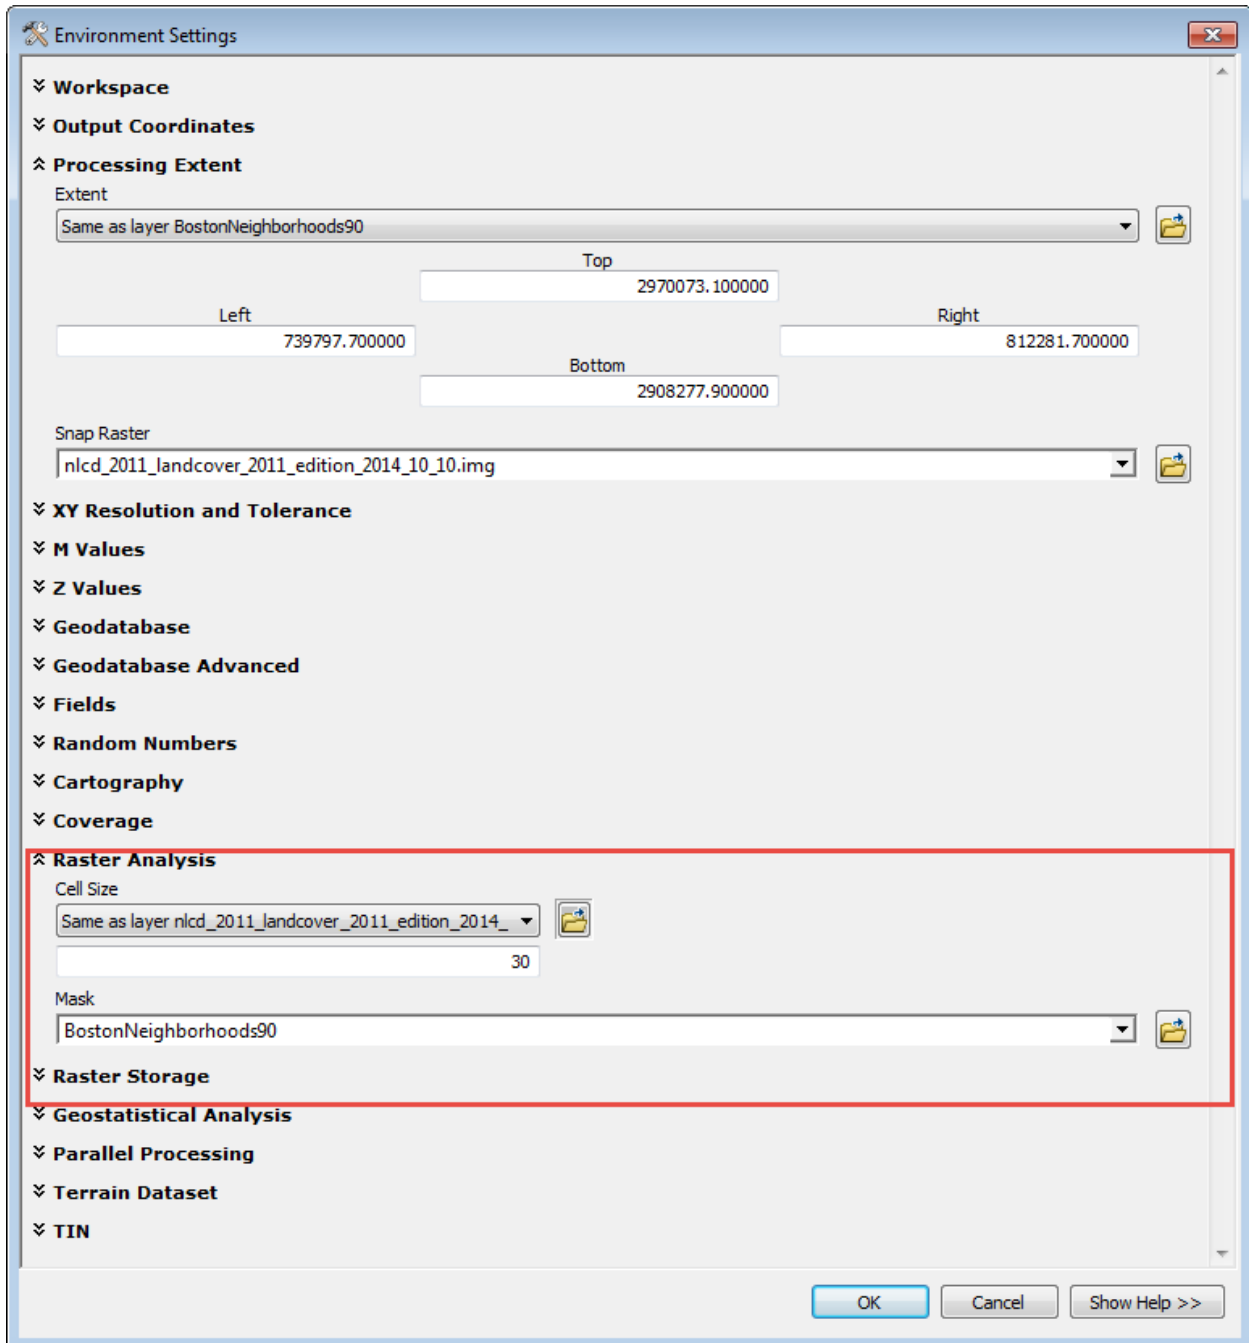 Environment Settings
Workspace
Output Coordinates
Processing Extent
Extent
Same as layer BostonNeighborhoods90
Top
2970073.100000
Left
Right
739797.700000
812281.700000
Bottom
2908277.900000
Snap Raster
nlcd_2011_landcover_2011_edition_2014_10_10.img
XY Resolution and Tolerance
M Values
Z Values
Geodatabase
Geodatabase Advanced
Fields
Random Numbers
Cartography
Coverage
Raster Analysis
Cell Size
Same as layer nlcd_2011_landcover_2011_edition_2014_
30
Mask
BostonNeighborhoods90
Raster Storage
Geostatistical Analysis
Parallel Processing
Terrain Dataset
TIN
OK
Cancel
Show Help >>